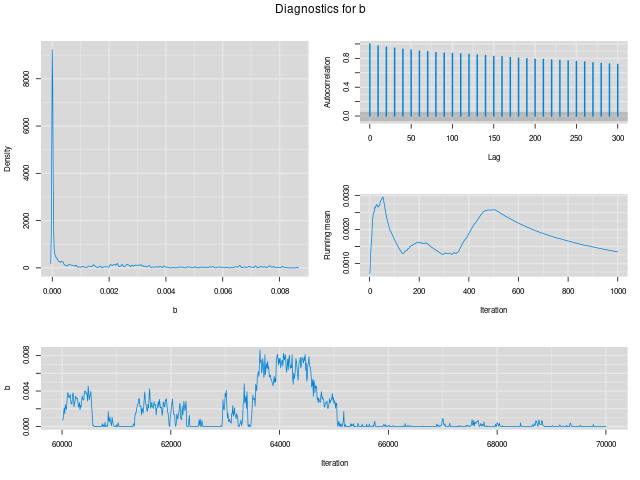 Diagnostics for b
Density
0 2000 4000 6000 8000
0.000 0.002 0.004 0.006 0.008
b
Autocorrelation
0.0 0.4 0.8
0 50 100 150 200 250 300
Lag
Running mean
0.0010 0.0020 0.0030
0 200 400 600 800 1000
Iteration
b
0.000 0.004 0.008
60000 62000 64000 66000 68000 70000
Iteration